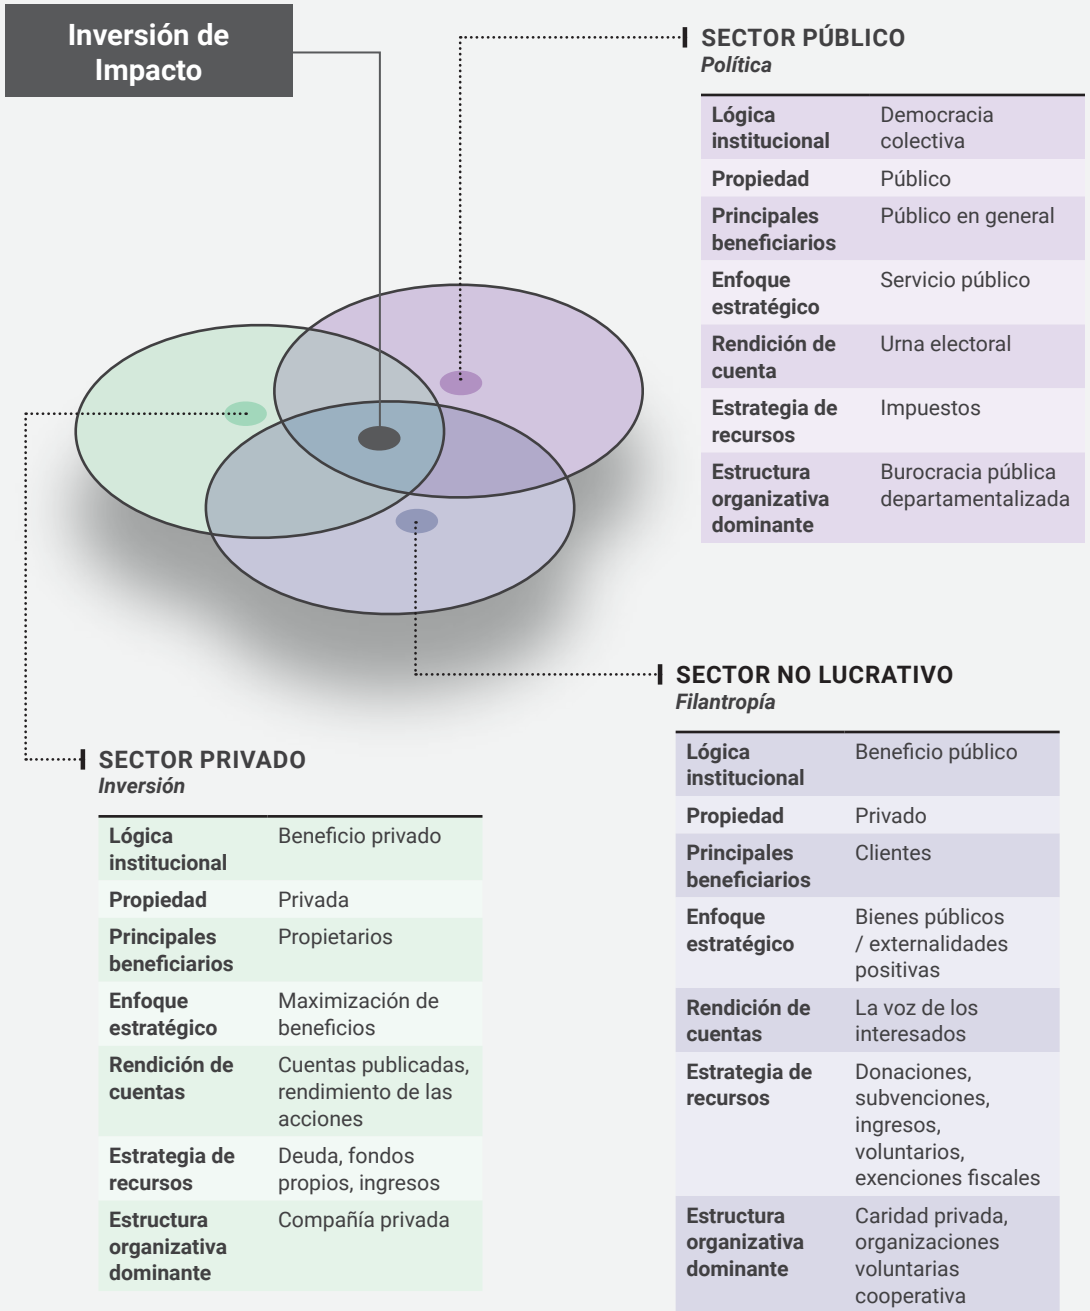 Inversión de
Impacto
SECTOR PÚBLICO
Política
Lógica institucional Democracia colectiva
Propiedad Público
Principales beneficiarios Público en general
Enfoque estratégico Servicio público
Rendición de cuenta Urna electoral
Estrategia de recursos Impuestos
Estructura organizativa dominante Burocracia pública departamentalizada
SECTOR NO LUCRATIVO
Filantropía
Lógica institucional Beneficio público
Propiedad Privado
Principales beneficiarios Clientes
Enfoque estratégico Bienes públicos / externalidades positivas
Rendición de cuentas La voz de los interesados
Estrategia de recursos Donaciones, subvenciones, ingresos, voluntarios, exenciones fiscales
Estructura organizativa dominante Caridad privada, organizaciones voluntarias cooperativa
SECTOR PRIVADO
Inversión
Lógica institucional Beneficio privado
Propiedad Privada
Principales beneficiarios Propietarios
Enfoque estratégico Maximización de beneficios
Rendición de cuentas Cuentas publicadas, rendimiento de las acciones
Estrategia de recursos Deuda, fondos propios, ingresos
Estructura organizativa dominante Compañía privada